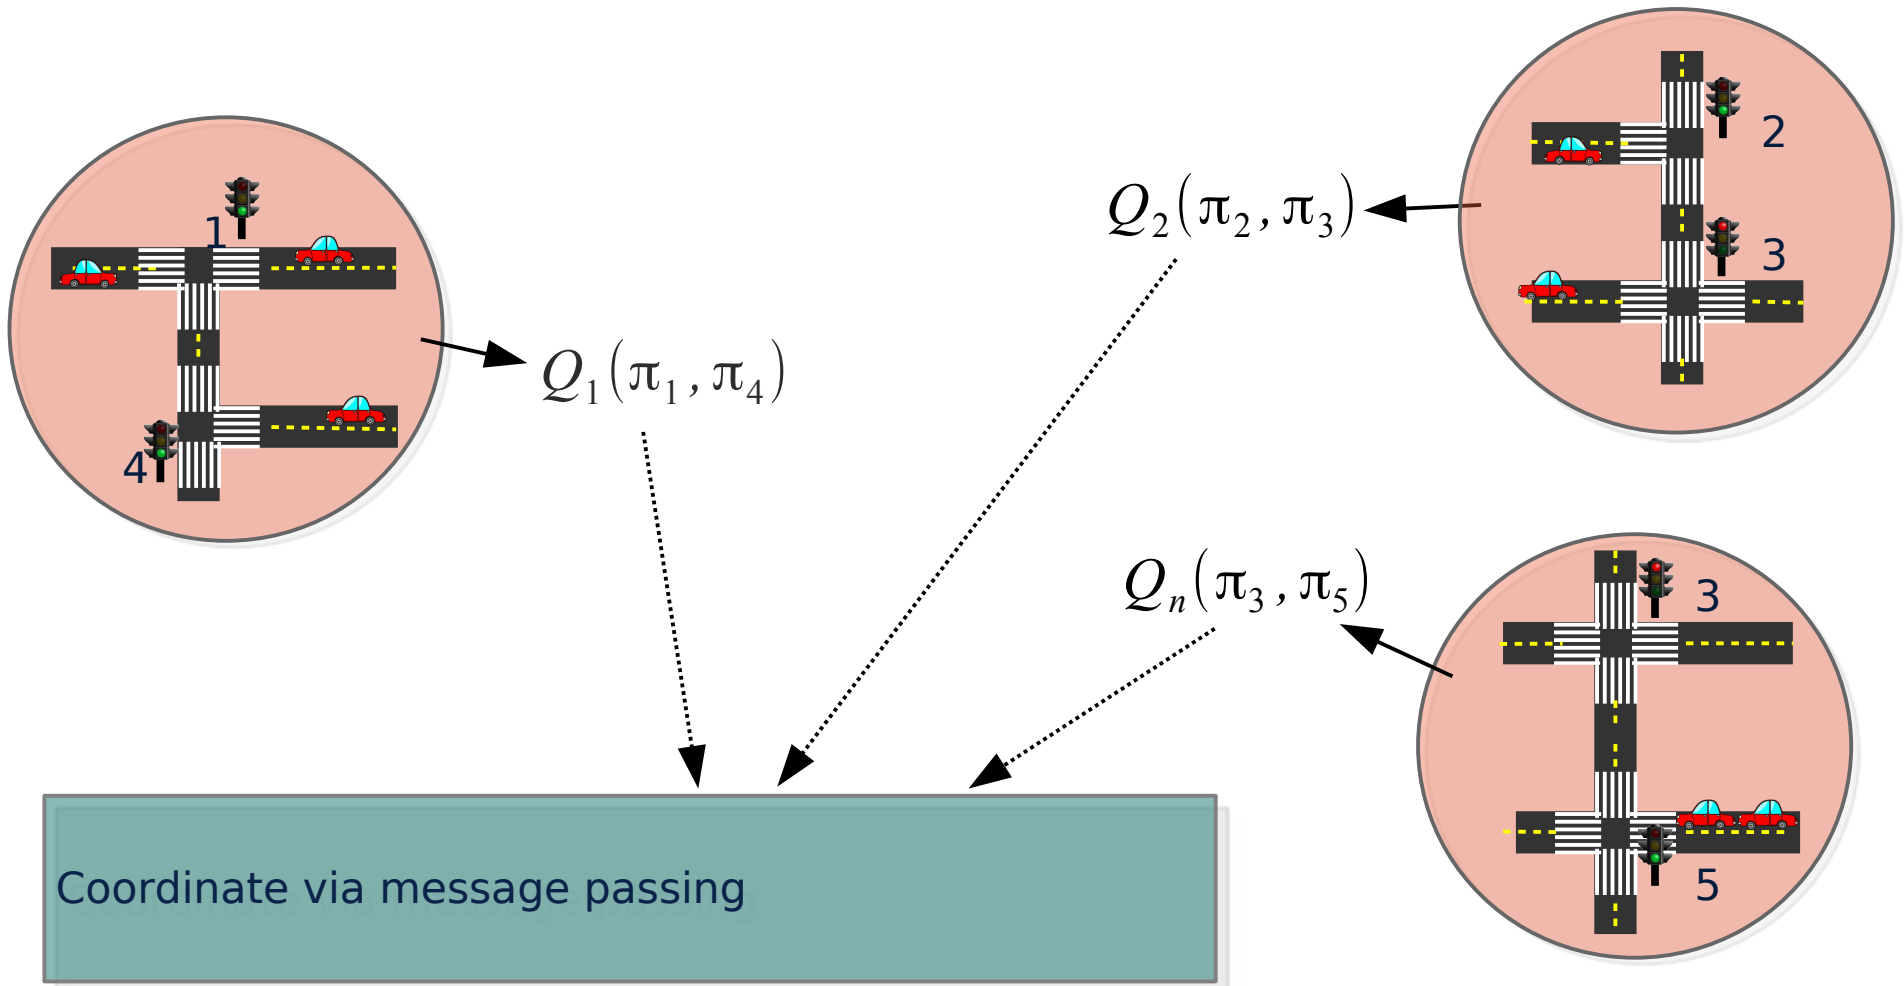 1
4
Q₁(π₁, π₄)
Q₂(π₂, π₃)
2
3
Qₙ(π₃, π₅)
3
5
Coordinate via message passing